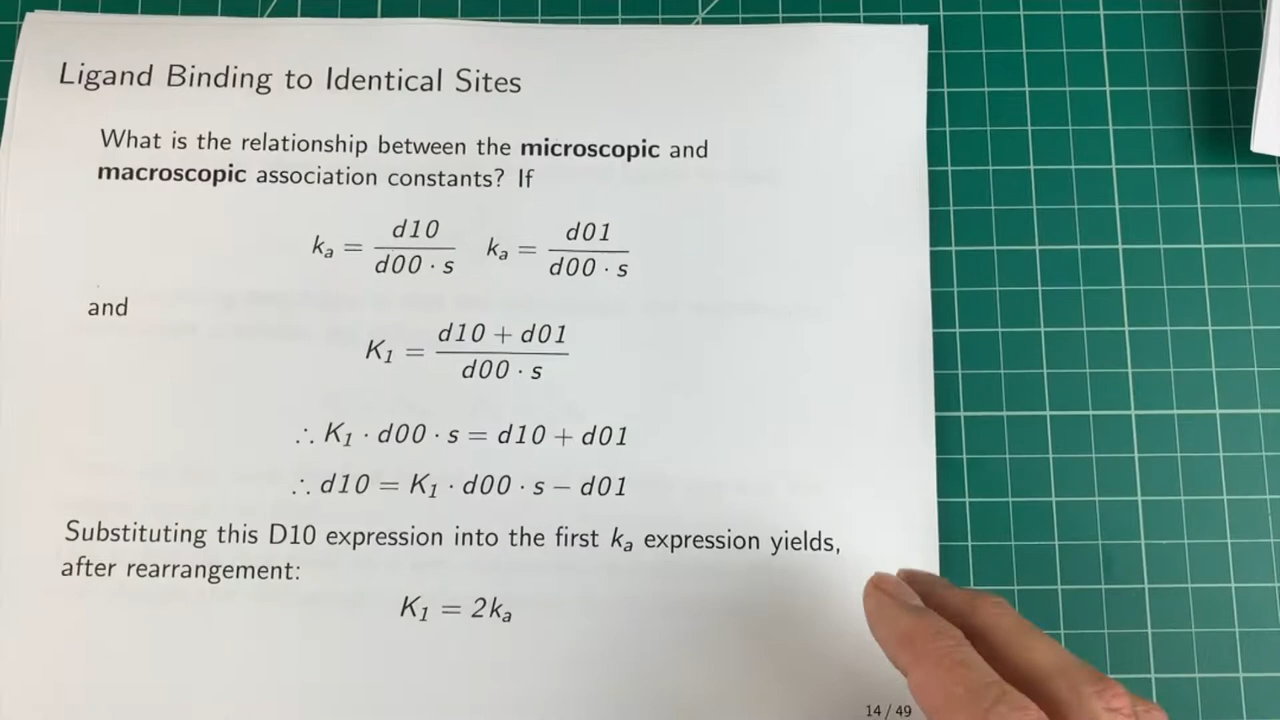 Ligand Binding to Identical Sites
What is the relationship between the microscopic and
macroscopic association constants? If
kₐ = d10 / d00 · s kₐ = d01 / d00 · s
and
K₁ = d10 + d01 / d00 · s
∴ K₁ · d00 · s = d10 + d01
∴ d10 = K₁ · d00 · s − d01
Substituting this D10 expression into the first kₐ expression yields,
after rearrangement:
K₁ = 2kₐ
14 / 49